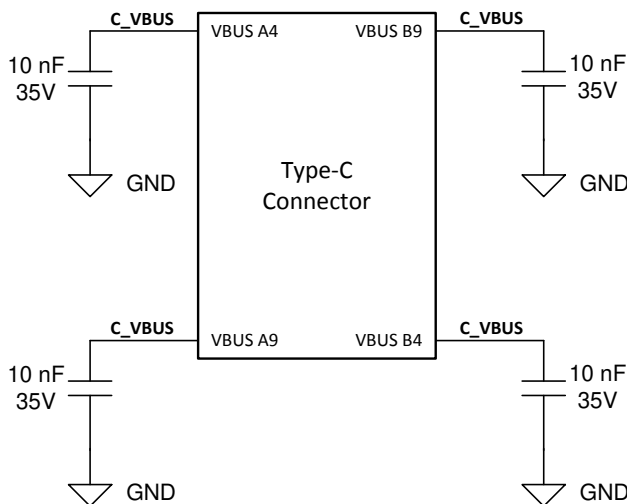 C_VBUS
VBUS A4
VBUS B9
C_VBUS
10 nF
35V
10 nF
35V
GND
Type-C
Connector
GND
C_VBUS
VBUS A9
VBUS B4
C_VBUS
10 nF
35V
10 nF
35V
GND
GND